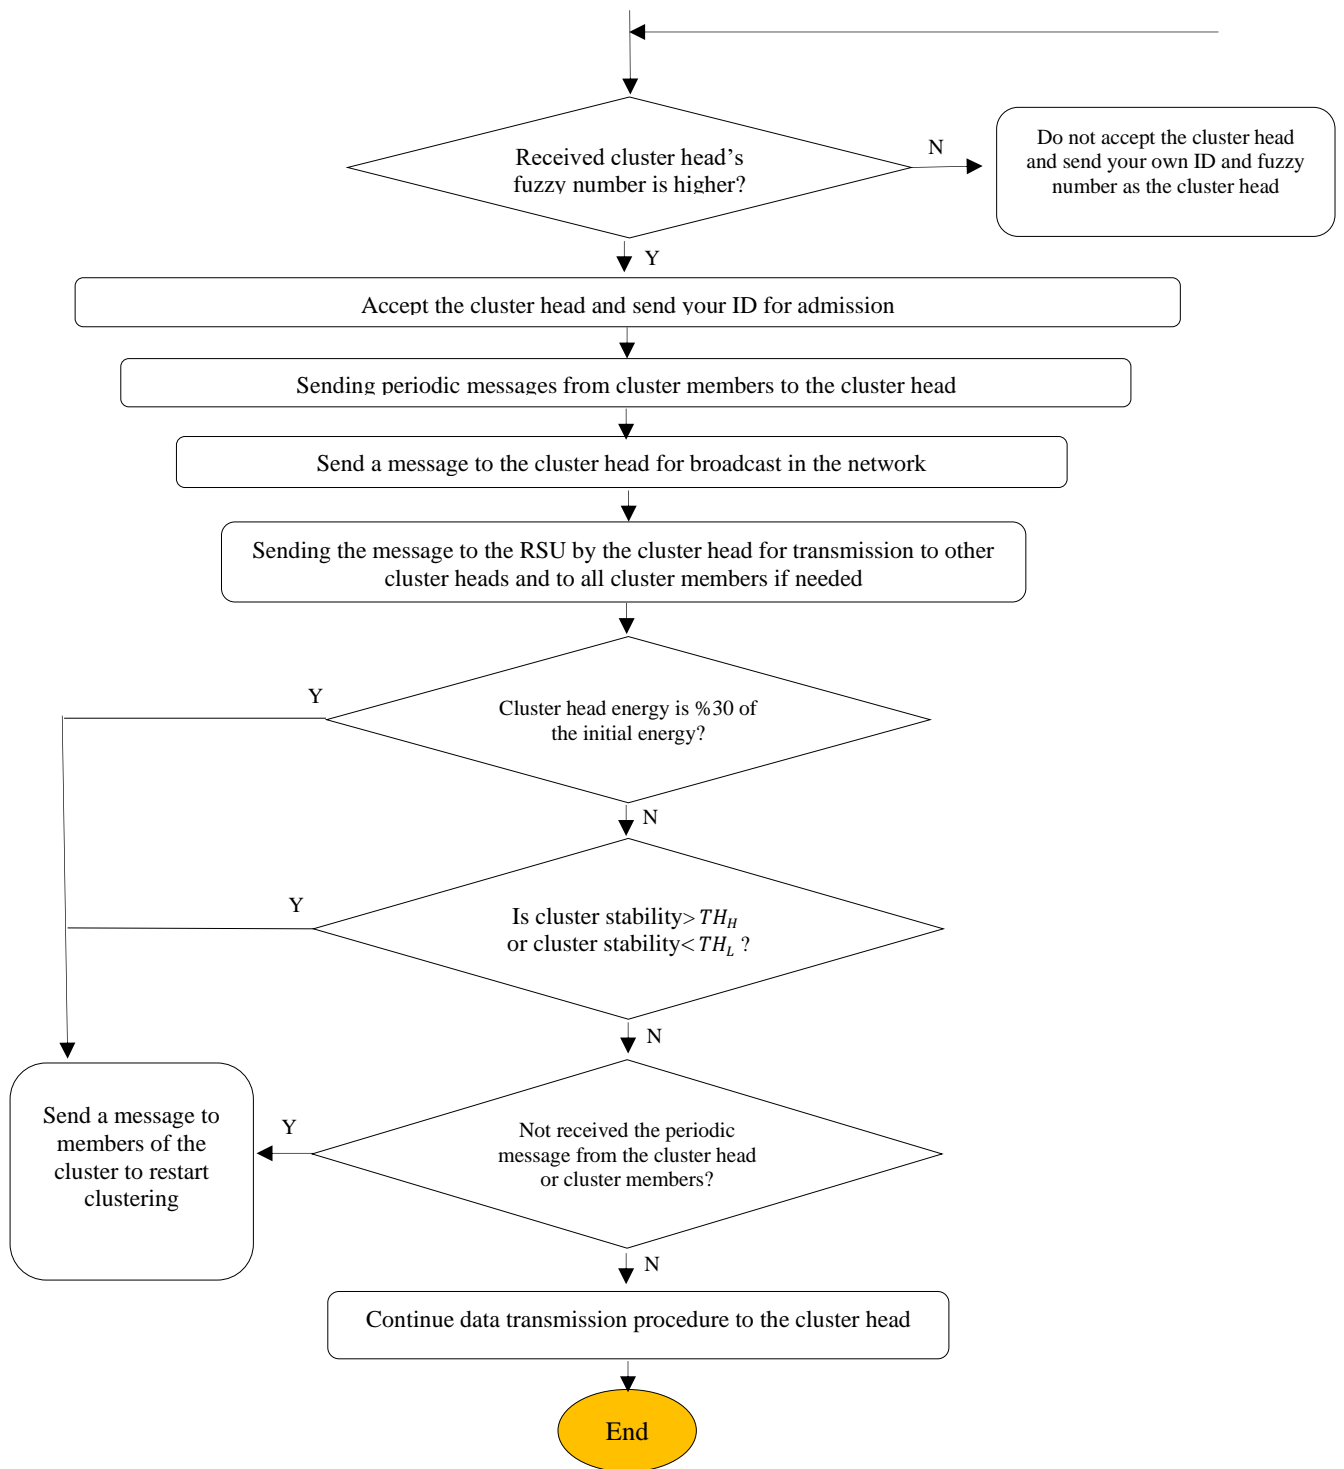 Received cluster head’s
fuzzy number is higher?
N
Do not accept the cluster head
and send your own ID and fuzzy
number as the cluster head
Y
Accept the cluster head and send your ID for admission
Sending periodic messages from cluster members to the cluster head
Send a message to the cluster head for broadcast in the network
Sending the message to the RSU by the cluster head for transmission to other
cluster heads and to all cluster members if needed
Y
Cluster head energy is %30 of
the initial energy?
N
Y
Is cluster stability> TH_H
or cluster stability< TH_L ?
N
Send a message to
members of the
cluster to restart
clustering
Y
Not received the periodic
message from the cluster head
or cluster members?
N
Continue data transmission procedure to the cluster head
End